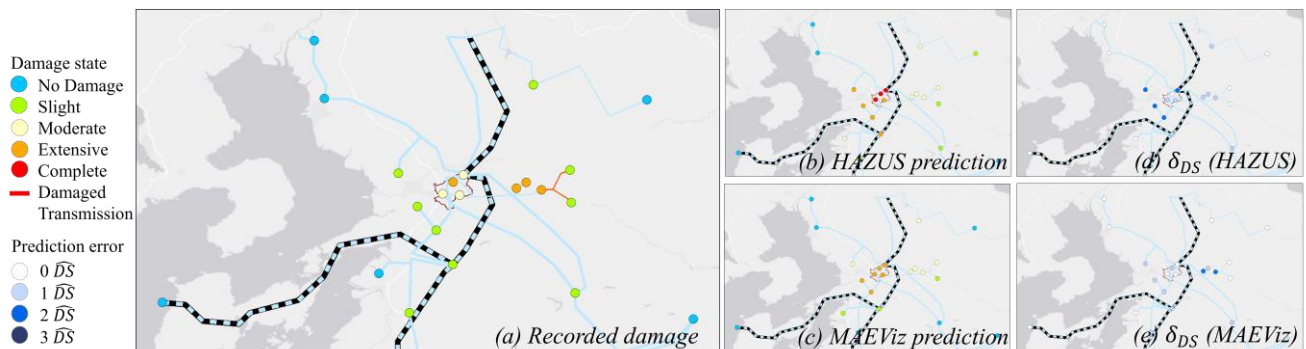 Damage state
No Damage
Slight
Moderate
Extensive
Complete
Damaged
Transmission
Prediction error
0 D̂S
1 D̂S
2 D̂S
3 D̂S
(a) Recorded damage
(b) HAZUS prediction
(c) MAEViz prediction
(d) δDS (HAZUS)
(e) δDS (MAEViz)